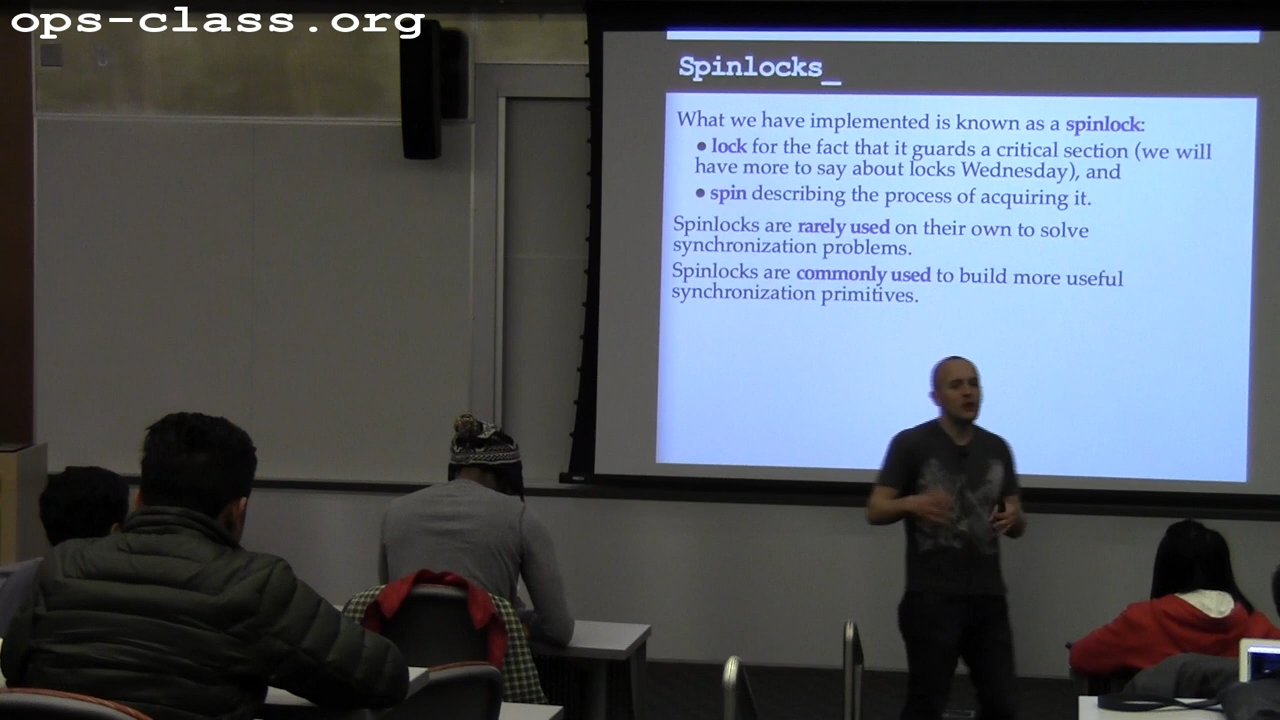 ops-class.org
Spinlocks_
What we have implemented is known as a spinlock:
● lock for the fact that it guards a critical section (we will
have more to say about locks Wednesday), and
● spin describing the process of acquiring it.
Spinlocks are rarely used on their own to solve
synchronization problems.
Spinlocks are commonly used to build more useful
synchronization primitives.